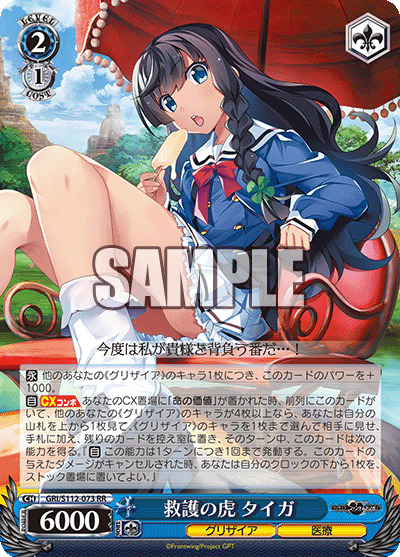 LEVEL
2
1
COST
SAMPLE
今度は私が貴様を背負う番だ…！
永 他のあなたの《グリザイア》のキャラ1枚につき、このカードのパワーを＋
1000。
自 CXコンボ あなたのCX置場に「命の価値」が置かれた時、前列にこのカードが
いて、他のあなたの《グリザイア》のキャラが4枚以上なら、あなたは自分の
山札を上から1枚見て、《グリザイア》のキャラを1枚まで選んで相手に見せ、
手札に加え、残りのカードを控え室に置き、そのターン中、このカードは次の
能力を得る。『自 この能力は1ターンにつき1回まで発動する。このカードの
与えたダメージがキャンセルされた時、あなたは自分のクロックの下から1枚を、
ストック置場に置いてよい。』
CH GRI/S112-073 RR
救護の虎 タイガ
6000
グリザイア
医療
©Frontwing/Project GPT